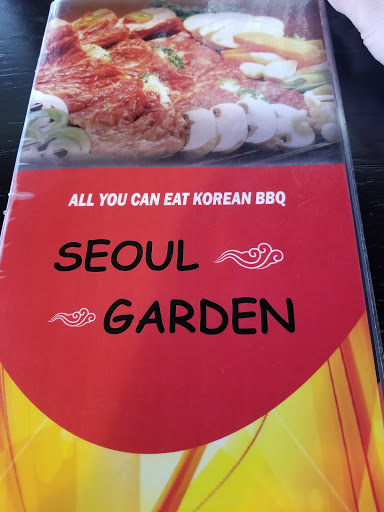 ALL YOU CAN EAT KOREAN BBQ
SEOUL
GARDEN